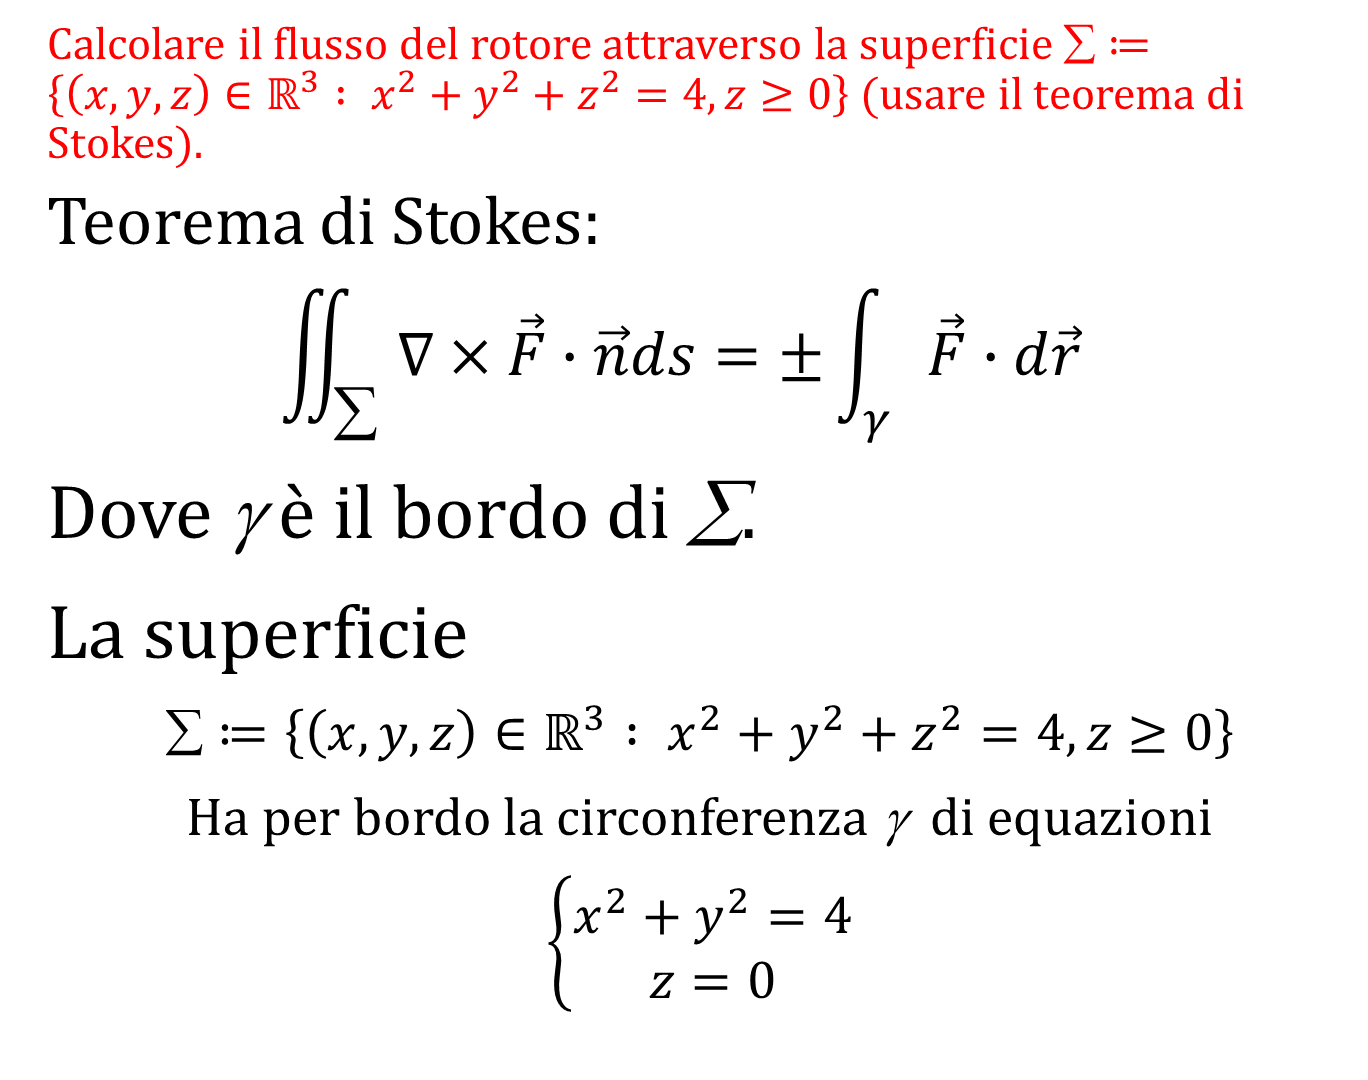 Calcolare il flusso del rotore attraverso la superficie ∑ ≔
{(x, y, z) ∈ ℝ³ : x² + y² + z² = 4, z ≥ 0} (usare il teorema di
Stokes).
Teorema di Stokes:
∬_∑ ∇ × F⃗ · n⃗ds = ± ∫_γ F⃗ · dr⃗
Dove γ è il bordo di ∑.
La superficie
∑ ≔ {(x, y, z) ∈ ℝ³ : x² + y² + z² = 4, z ≥ 0}
Ha per bordo la circonferenza γ di equazioni
{x² + y² = 4
z = 0